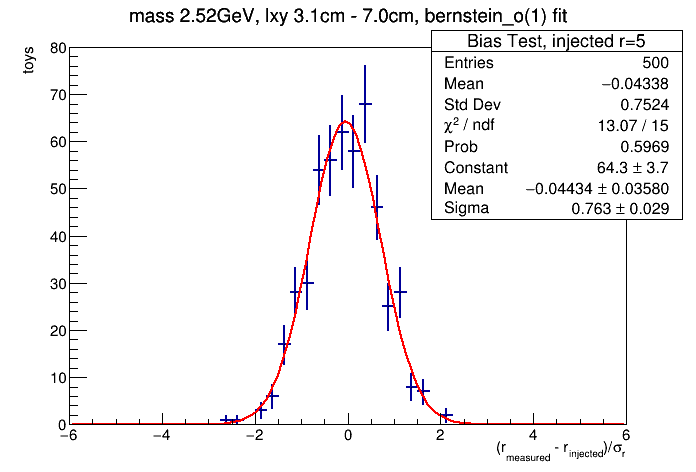 mass 2.52GeV, lxy 3.1cm - 7.0cm, bernstein_o(1) fit
Bias Test, injected r=5
Entries 500
Mean −0.04338
Std Dev 0.7524
χ² / ndf 13.07 / 15
Prob 0.5969
Constant 64.3 ± 3.7
Mean −0.04434 ± 0.03580
Sigma 0.763 ± 0.029
toys
80
70
60
50
40
30
20
10
0
−6 −4 −2 0 2 4 6
(r_measured - r_injected)/σ_r